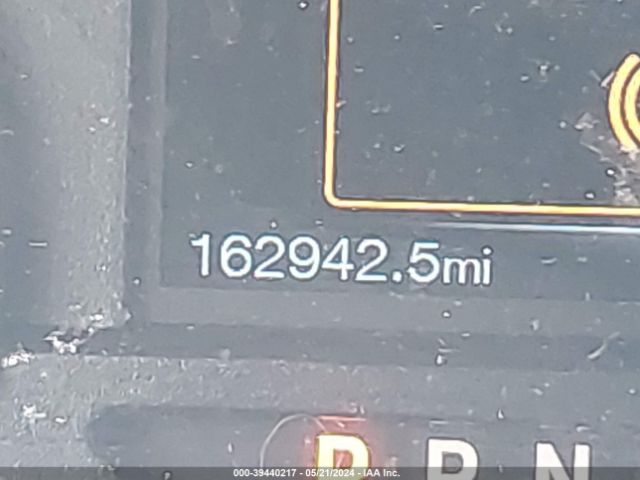 162942.5mi
P R N
000-39440217 - 05/21/2024 - IAA Inc.